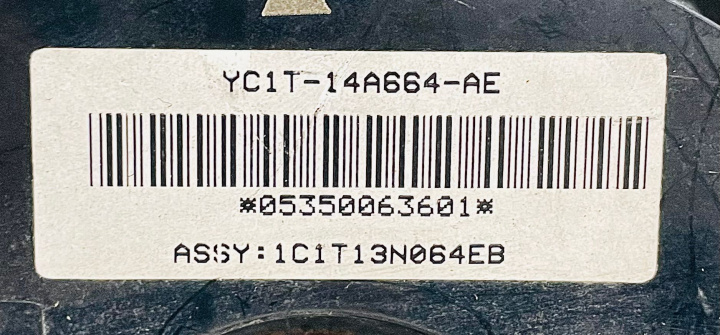 YC1T-14A664-AE
*05350063601*
ASSY:1C1T13N064EB